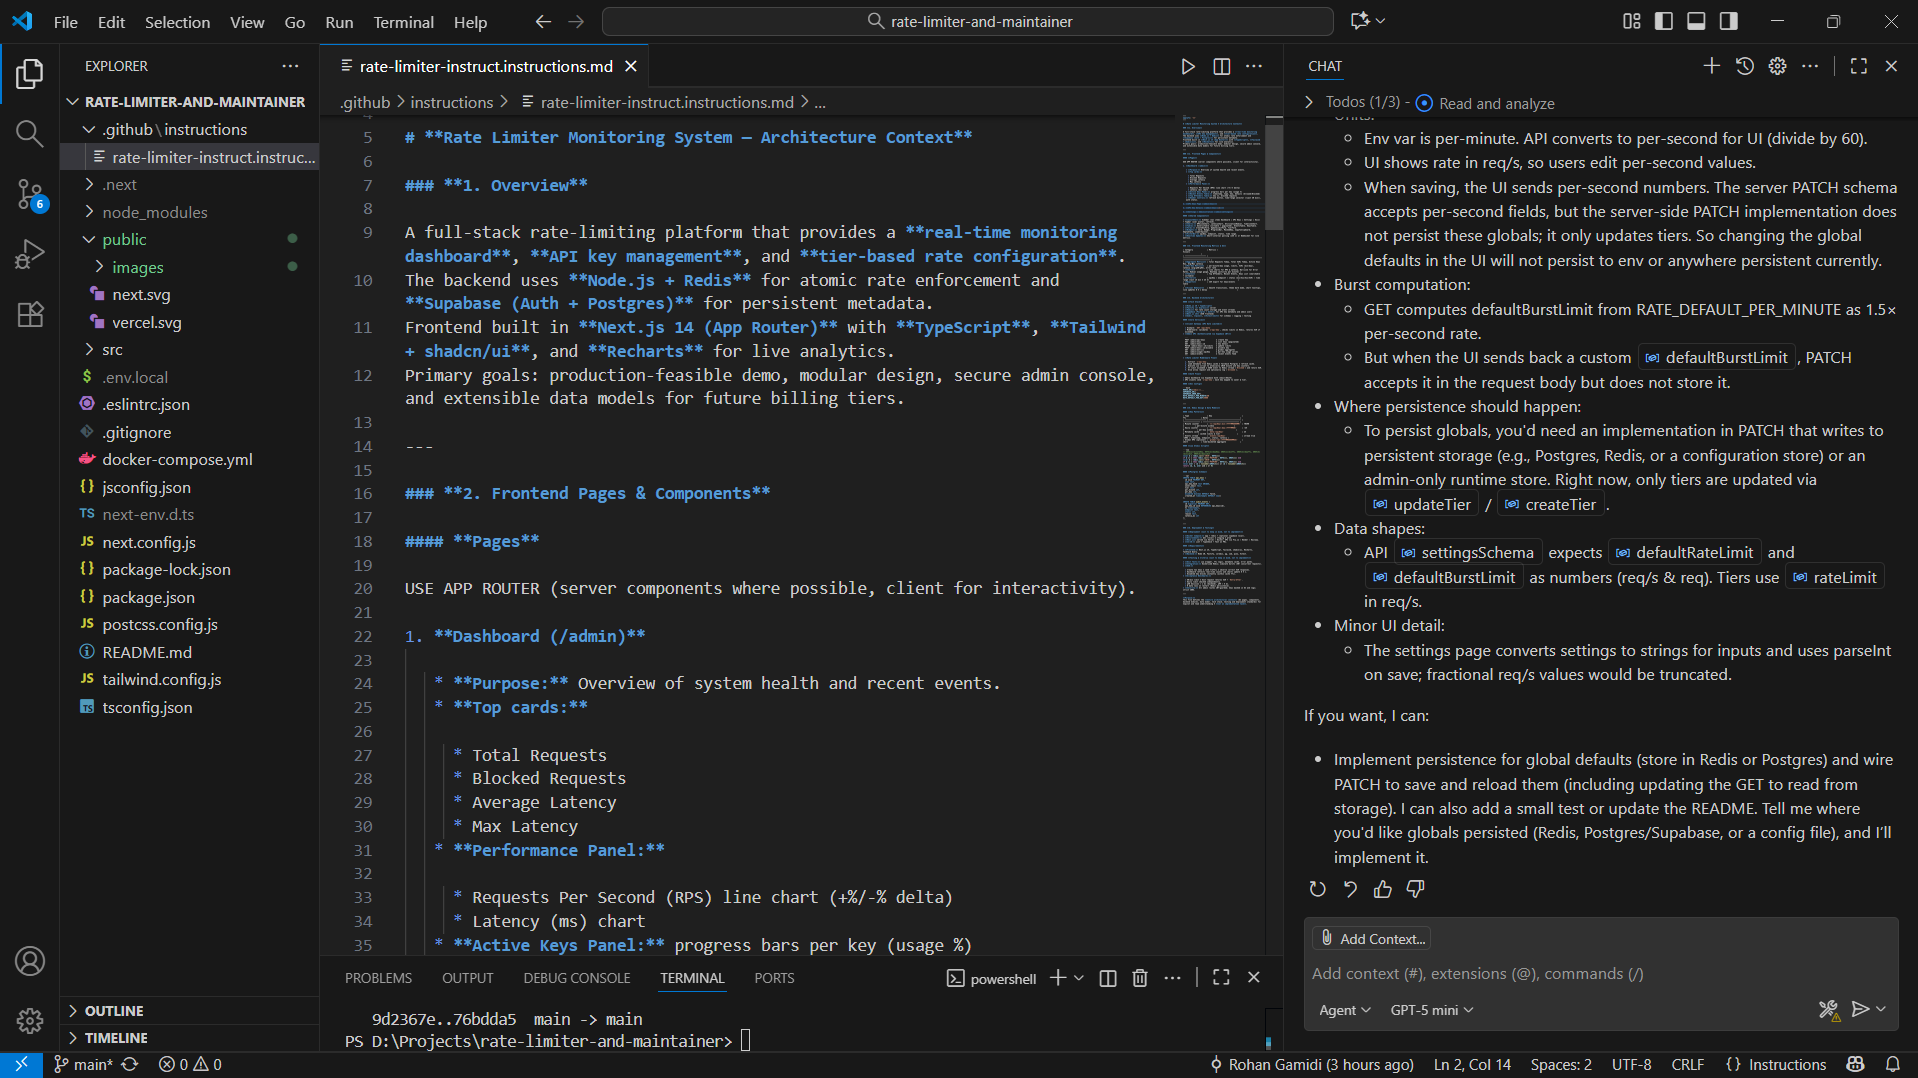 File Edit Selection View Go Run Terminal Help
rate-limiter-and-maintainer
EXPLORER
RATE-LIMITER-AND-MAINTAINER
.github\instructions
rate-limiter-instruct.instruc...
.next
node_modules
public
images
next.svg
vercel.svg
src
.env.local
.eslintrc.json
.gitignore
docker-compose.yml
jsconfig.json
next-env.d.ts
next.config.js
package-lock.json
package.json
postcss.config.js
README.md
tailwind.config.js
tsconfig.json
6
OUTLINE
TIMELINE
rate-limiter-instruct.instructions.md
.github > instructions > rate-limiter-instruct.instructions.md > ...
5 # **Rate Limiter Monitoring System — Architecture Context**
6
7 ### **1. Overview**
8
9 A full-stack rate-limiting platform that provides a **real-time monitoring
dashboard**, **API key management**, and **tier-based rate configuration**.
10 The backend uses **Node.js + Redis** for atomic rate enforcement and
**Supabase (Auth + Postgres)** for persistent metadata.
11 Frontend built in **Next.js 14 (App Router)** with **TypeScript**, **Tailwind
+ shadcn/ui**, and **Recharts** for live analytics.
12 Primary goals: production-feasible demo, modular design, secure admin console,
and extensible data models for future billing tiers.
13
14 ---
15
16 ### **2. Frontend Pages & Components**
17
18 #### **Pages**
19
20 USE APP ROUTER (server components where possible, client for interactivity).
21
22 1. **Dashboard (/admin)**
23
24 * **Purpose:** Overview of system health and recent events.
25 * **Top cards:**
26
27 * Total Requests
28 * Blocked Requests
29 * Average Latency
30 * Max Latency
31 * **Performance Panel:**
32
33 * Requests Per Second (RPS) line chart (+%/-% delta)
34 * Latency (ms) chart
35 * **Active Keys Panel:** progress bars per key (usage %)
PROBLEMS OUTPUT DEBUG CONSOLE TERMINAL PORTS
powershell
9d2367e..76bdda5 main -> main
PS D:\Projects\rate-limiter-and-maintainer>
CHAT
Todos (1/3) - Read and analyze
Units:
Env var is per-minute. API converts to per-second for UI (divide by 60).
UI shows rate in req/s, so users edit per-second values.
When saving, the UI sends per-second numbers. The server PATCH schema
accepts per-second fields, but the server-side PATCH implementation does
not persist these globals; it only updates tiers. So changing the global
defaults in the UI will not persist to env or anywhere persistent currently.
Burst computation:
GET computes defaultBurstLimit from RATE_DEFAULT_PER_MINUTE as 1.5×
per-second rate.
But when the UI sends back a custom defaultBurstLimit, PATCH
accepts it in the request body but does not store it.
Where persistence should happen:
To persist globals, you'd need an implementation in PATCH that writes to
persistent storage (e.g., Postgres, Redis, or a configuration store) or an
admin-only runtime store. Right now, only tiers are updated via
updateTier / createTier.
Data shapes:
API settingsSchema expects defaultRateLimit and
defaultBurstLimit as numbers (req/s & req). Tiers use rateLimit
in req/s.
Minor UI detail:
The settings page converts settings to strings for inputs and uses parseInt
on save; fractional req/s values would be truncated.
If you want, I can:
Implement persistence for global defaults (store in Redis or Postgres) and wire
PATCH to save and reload them (including updating the GET to read from
storage). I can also add a small test or update the README. Tell me where
you'd like globals persisted (Redis, Postgres/Supabase, or a config file), and I'll
implement it.
Add Context...
Add context (#), extensions (@), commands (/)
Agent GPT-5 mini
main* 0 0 Rohan Gamidi (3 hours ago) Ln 2, Col 14 Spaces: 2 UTF-8 CRLF {} Instructions